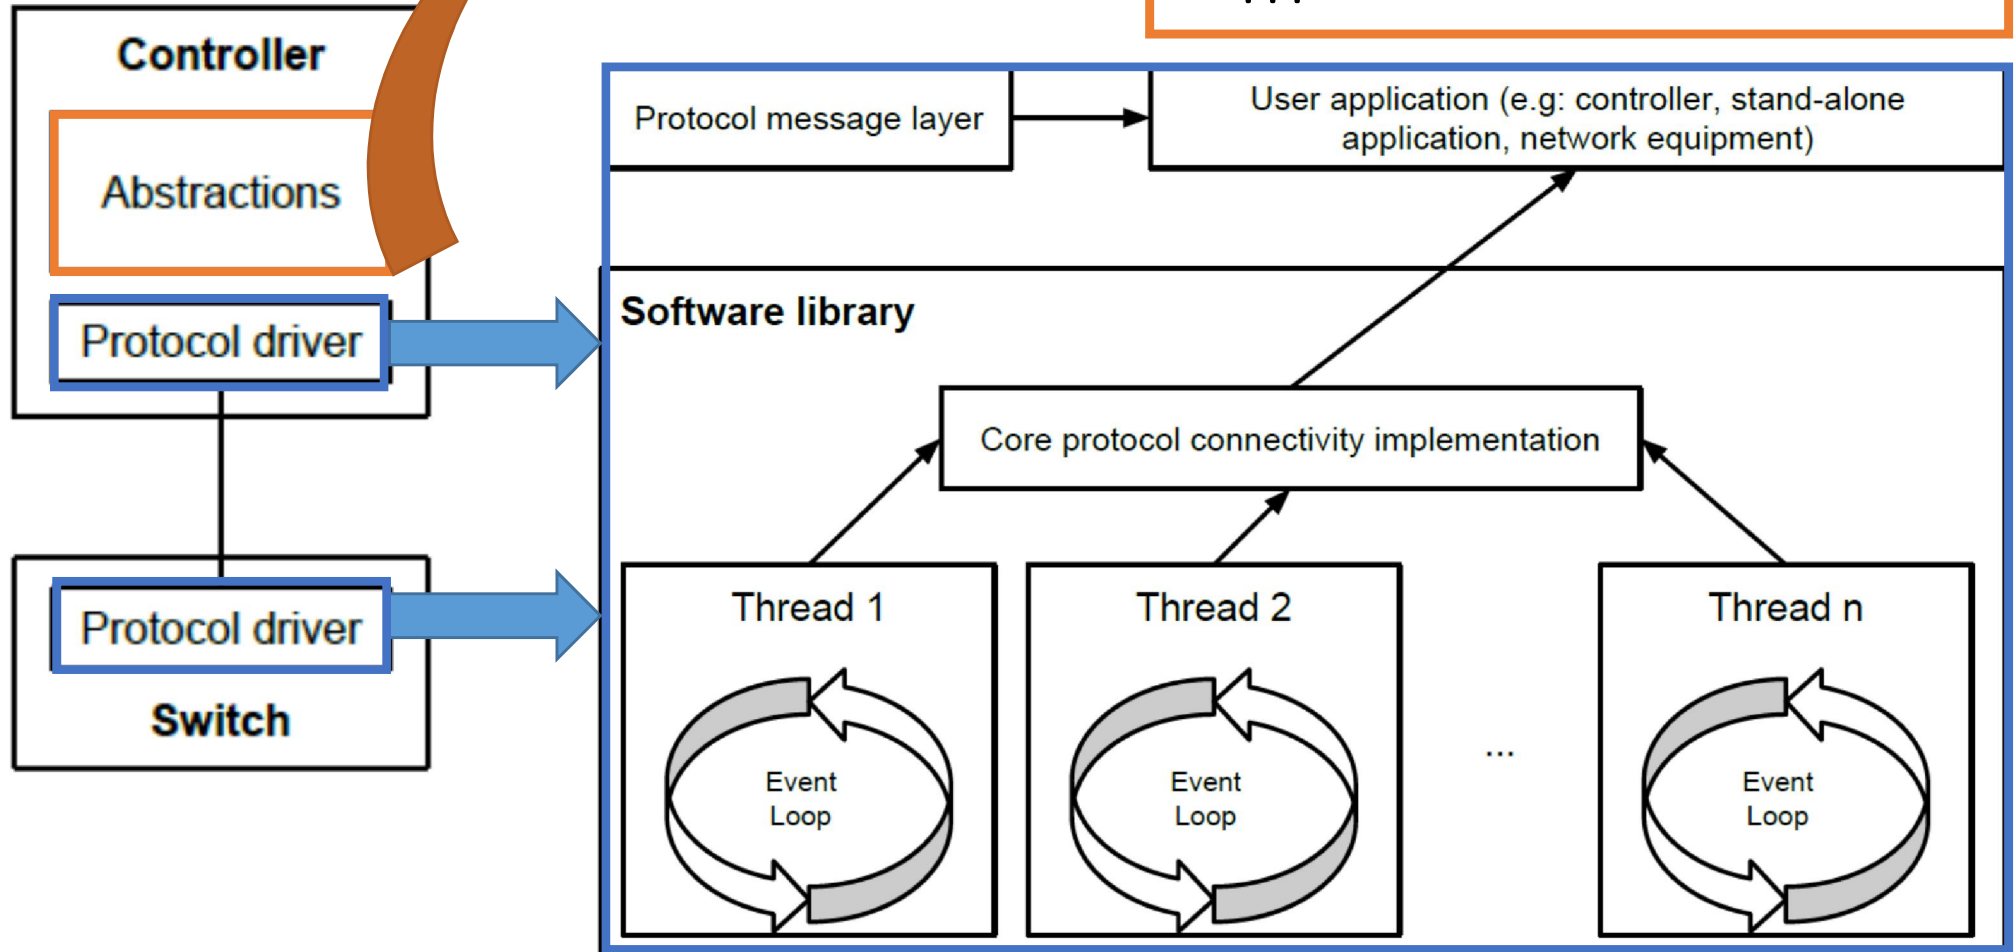 Controller
Abstractions
Protocol driver
Protocol driver
Switch
Protocol message layer
User application (e.g: controller, stand-alone
application, network equipment)
Software library
Core protocol connectivity implementation
Thread 1
Thread 2
Thread n
Event
Loop
Event
Loop
...
Event
Loop